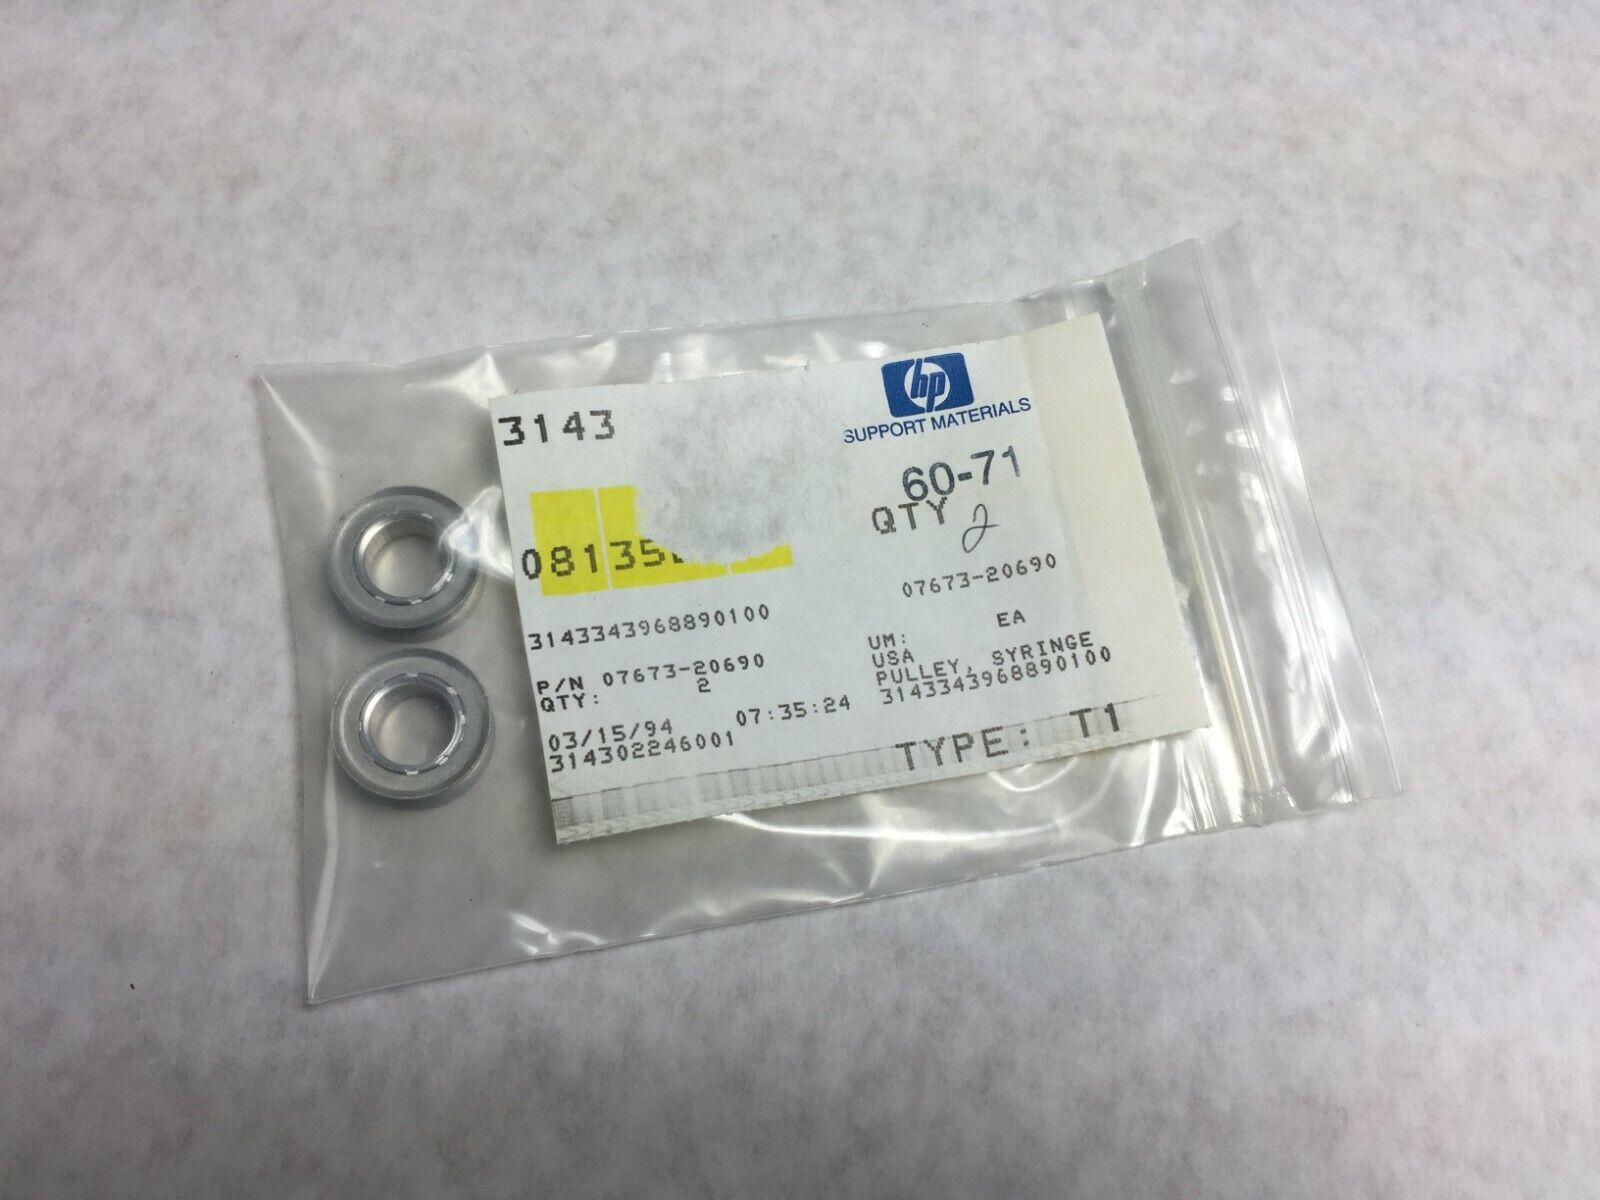 3143
hp
SUPPORT MATERIALS
60-71
QTY 2
07673-20690
3143343968890100
P/N 07673-20690
QTY: 2
03/15/94 07:35:24
314302246001
UM: EA
USA
PULLEY, SYRINGE
3143343968890100
TYPE: T1